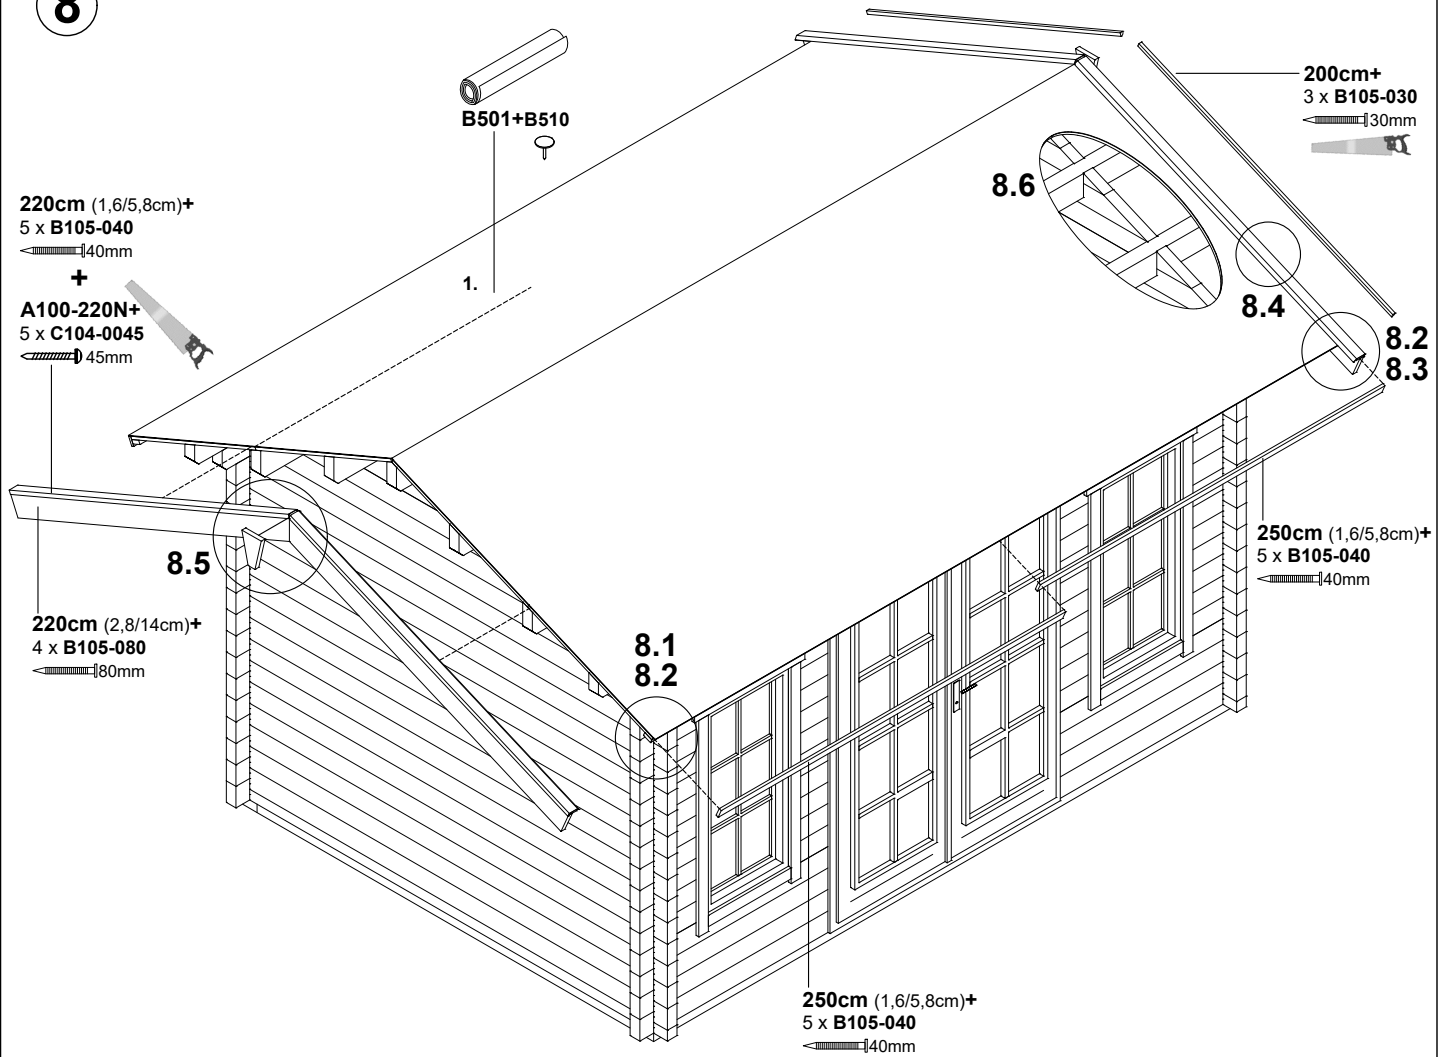 8
B501+B510
200cm+
3 x B105-030
30mm
8.6
220cm (1,6/5,8cm)+
5 x B105-040
40mm
+
A100-220N+
5 x C104-0045
45mm
1.
8.4
8.2
8.3
8.5
250cm (1,6/5,8cm)+
5 x B105-040
40mm
220cm (2,8/14cm)+
4 x B105-080
80mm
8.1
8.2
250cm (1,6/5,8cm)+
5 x B105-040
40mm